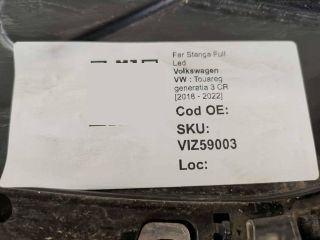 Far Stanga Full
Led
Volkswagen
VW : Touareg
generatia 3 CR
[2018 - 2022]
Cod OE:
SKU:
VIZ59003
Loc: